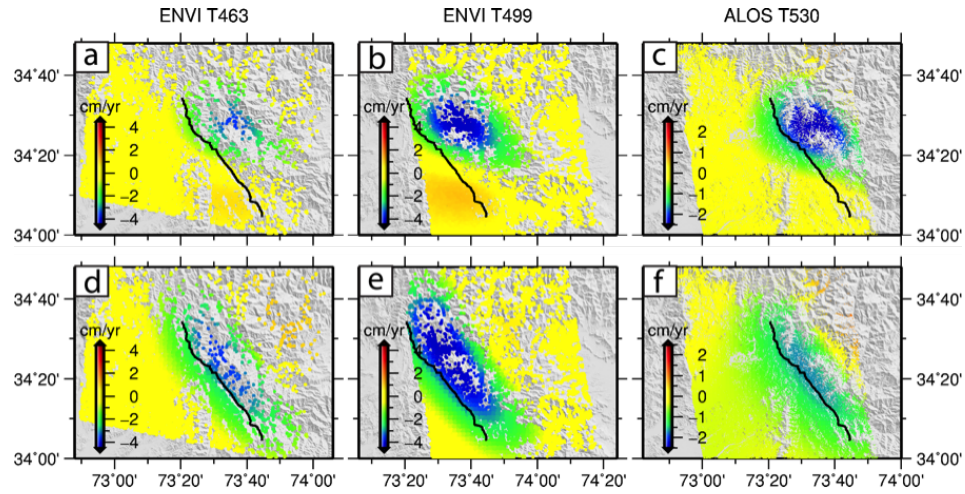 ENVI T463 ENVI T499 ALOS T530
a b c
34°40' 34°40'
cm/yr cm/yr cm/yr
4 4 2
2 2 1
34°20' 0 0 0 34°20'
−2 −2 −1
−4 −4 −2
34°00' 34°00'
d e f
34°40' 34°40'
cm/yr cm/yr cm/yr
4 4 2
2 2 1
34°20' 0 0 0 34°20'
−2 −2 −1
−4 −4 −2
34°00' 34°00'
73°00' 73°20' 73°40' 73°20' 73°40' 74°00' 74°20' 73°00' 73°20' 73°40' 74°00'